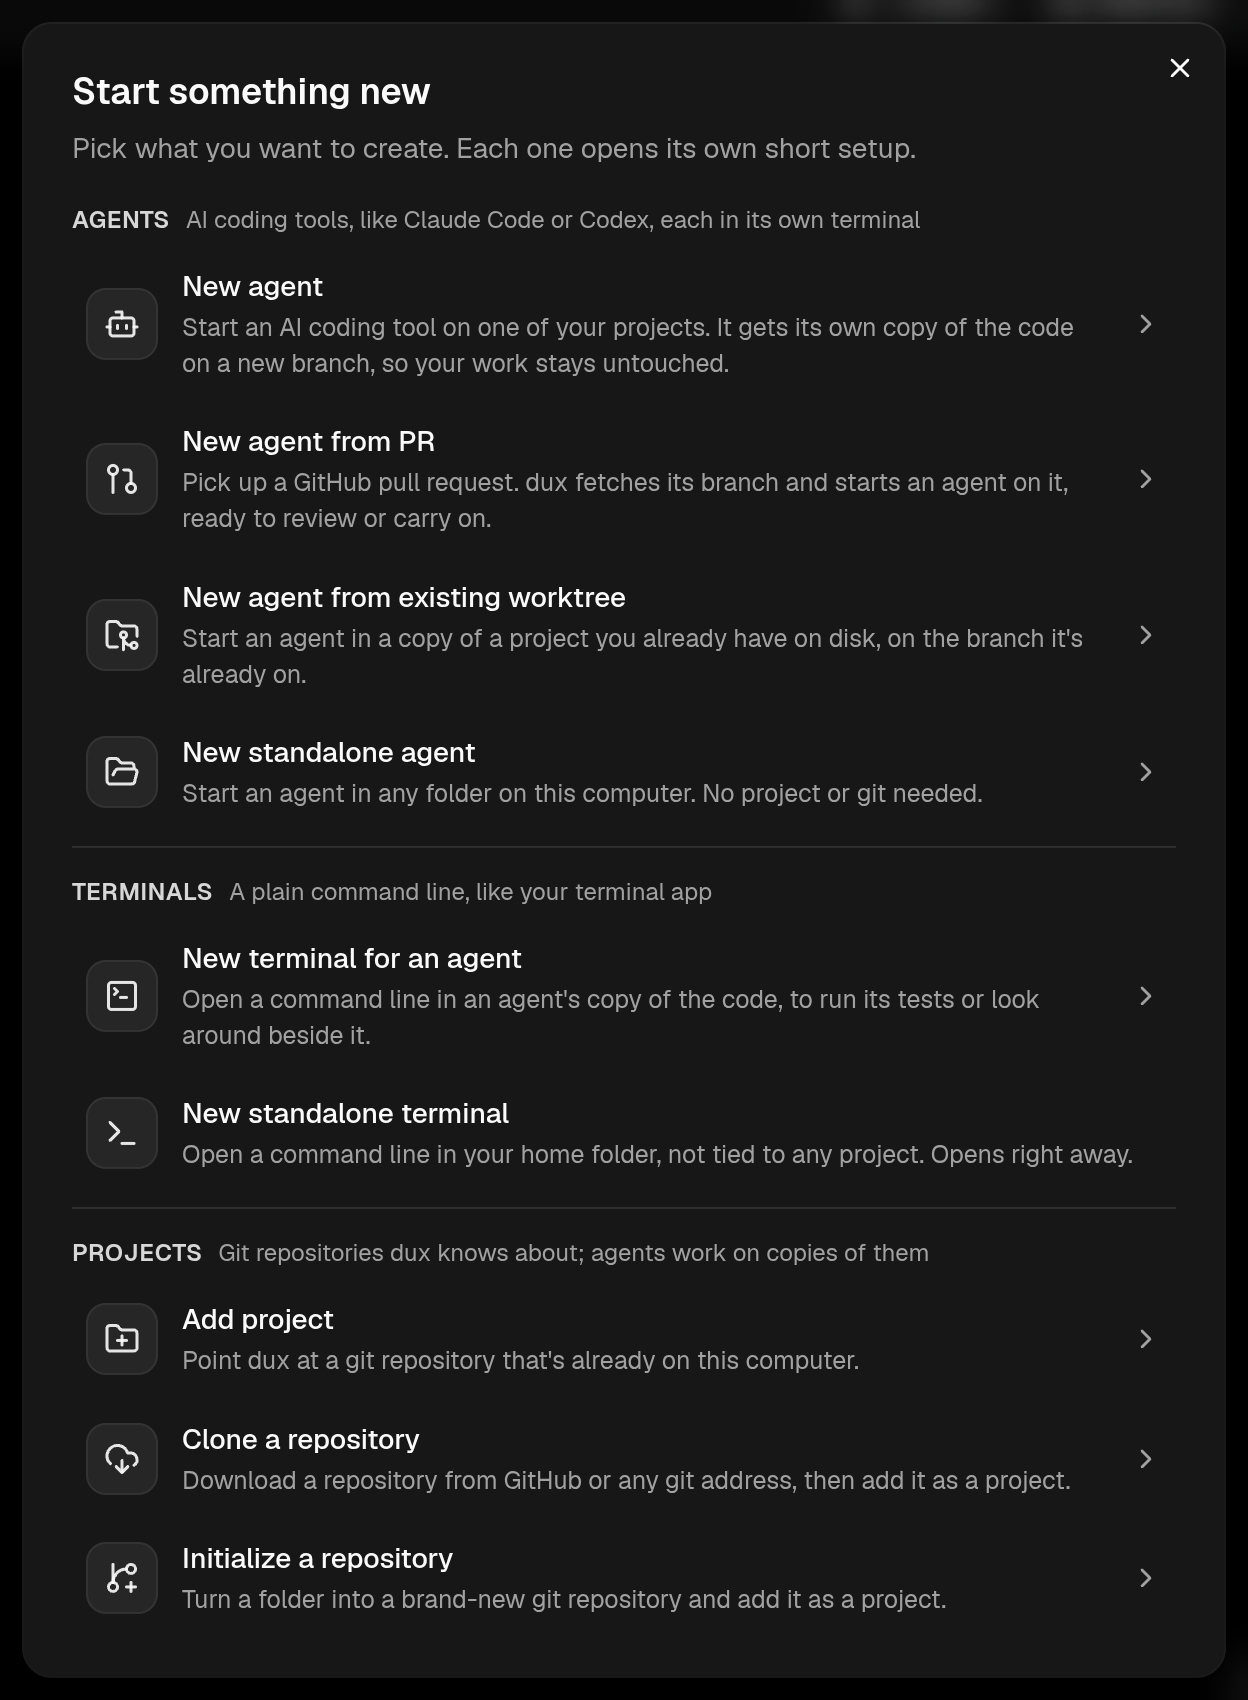 Start something new
Pick what you want to create. Each one opens its own short setup.
AGENTS AI coding tools, like Claude Code or Codex, each in its own terminal
New agent
Start an AI coding tool on one of your projects. It gets its own copy of the code
on a new branch, so your work stays untouched.
New agent from PR
Pick up a GitHub pull request. dux fetches its branch and starts an agent on it,
ready to review or carry on.
New agent from existing worktree
Start an agent in a copy of a project you already have on disk, on the branch it's
already on.
New standalone agent
Start an agent in any folder on this computer. No project or git needed.
TERMINALS A plain command line, like your terminal app
New terminal for an agent
Open a command line in an agent's copy of the code, to run its tests or look
around beside it.
New standalone terminal
Open a command line in your home folder, not tied to any project. Opens right away.
PROJECTS Git repositories dux knows about; agents work on copies of them
Add project
Point dux at a git repository that's already on this computer.
Clone a repository
Download a repository from GitHub or any git address, then add it as a project.
Initialize a repository
Turn a folder into a brand-new git repository and add it as a project.